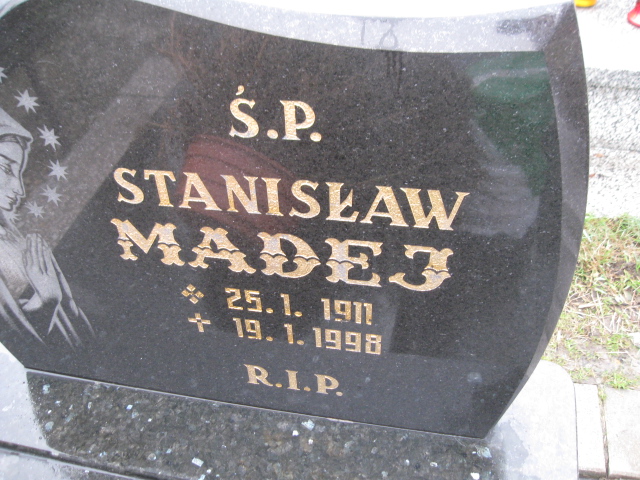 Ś.P.
STANISŁAW
MADEJ
25.1.1911
19.1.1998
R.I.P.